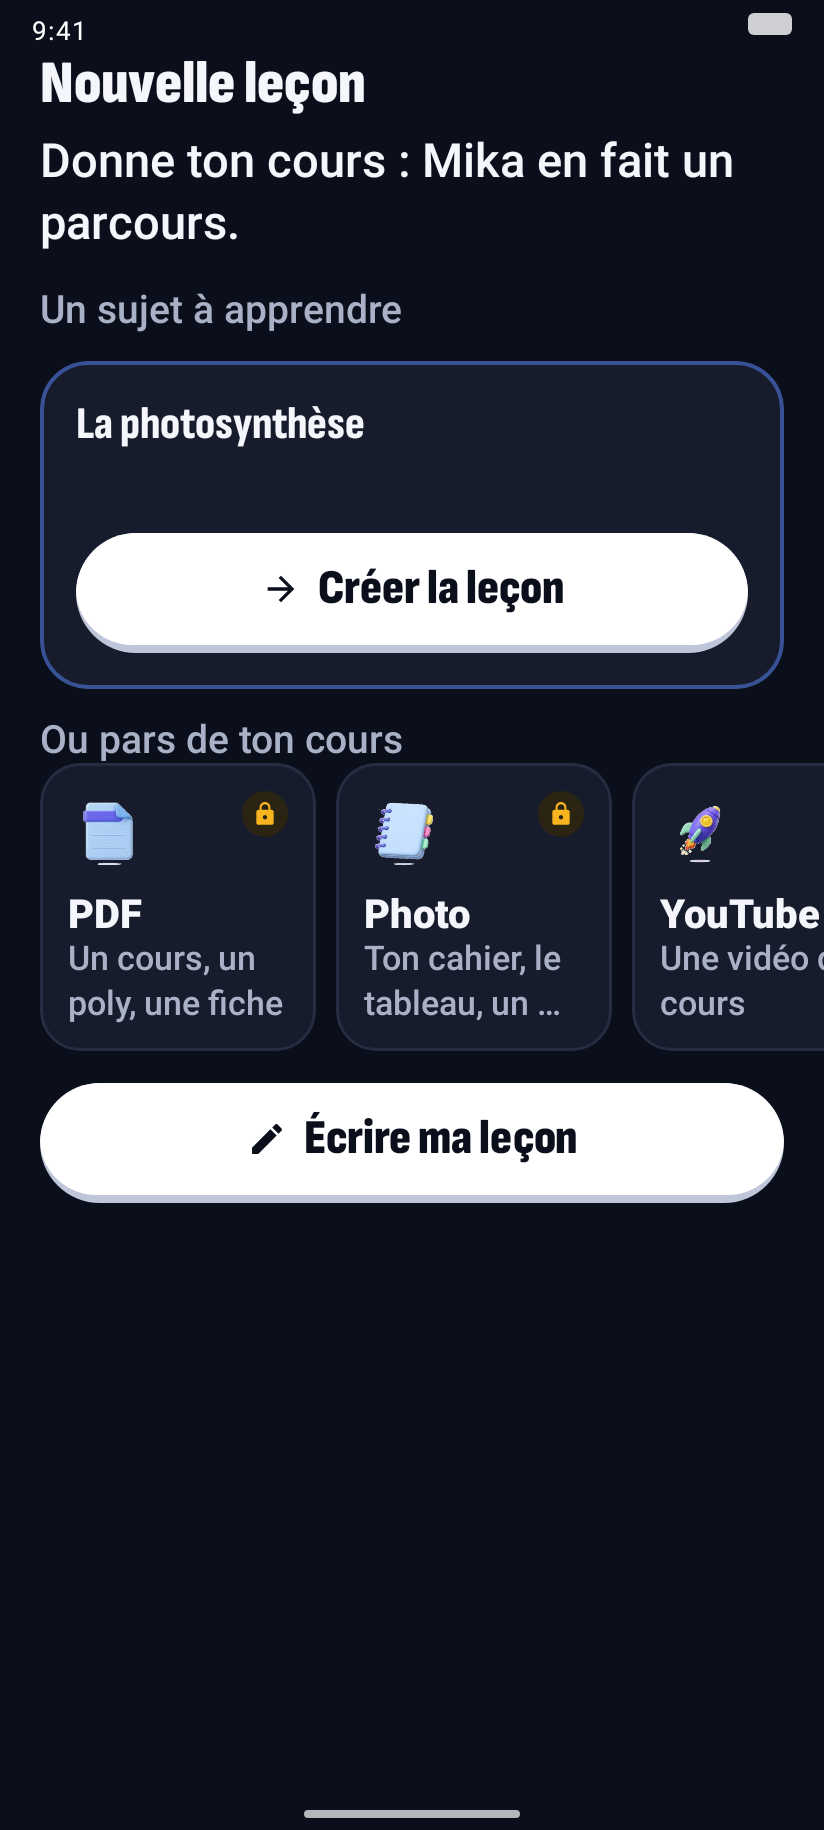 9:41
Nouvelle leçon
Donne ton cours : Mika en fait un
parcours.
Un sujet à apprendre
La photosynthèse
Créer la leçon
Ou pars de ton cours
PDF
Un cours, un
poly, une fiche
Photo
Ton cahier, le
tableau, un ...
YouTube
Une vidéo
cours
Écrire ma leçon